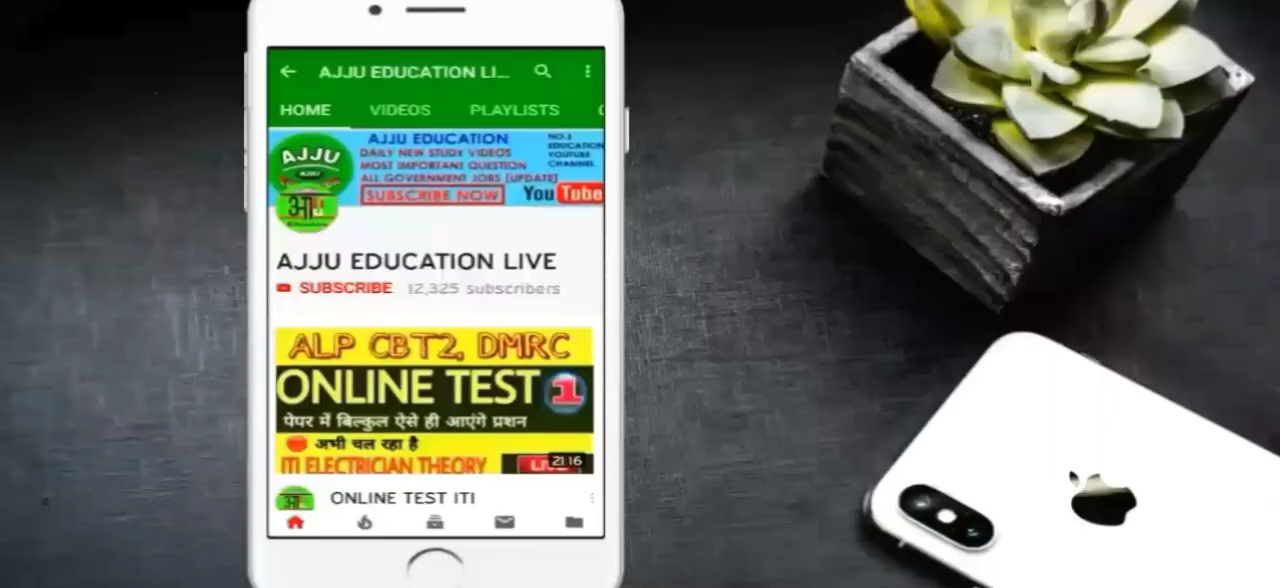 AJJU EDUCATION LI...
HOME VIDEOS PLAYLISTS
AJJU EDUCATION
DAILY NEW STUDY VIDEOS
MOST IMPORTANT QUESTION
ALL GOVERNMENT JOBS [UPDATE]
SUBSCRIBE NOW
NO.1
EDUCATION
YOUTUBE
CHANNEL
YouTube
AJJU
AJJU EDUCATION LIVE
SUBSCRIBE 12,325 subscribers
ALP CBT2, DMRC
ONLINE TEST 1
पेपर में बिल्कुल ऐसे ही आएंगे प्रशन
अभी चल रहा है
ITI ELECTRICIAN THEORY
21:16
ONLINE TEST ITI